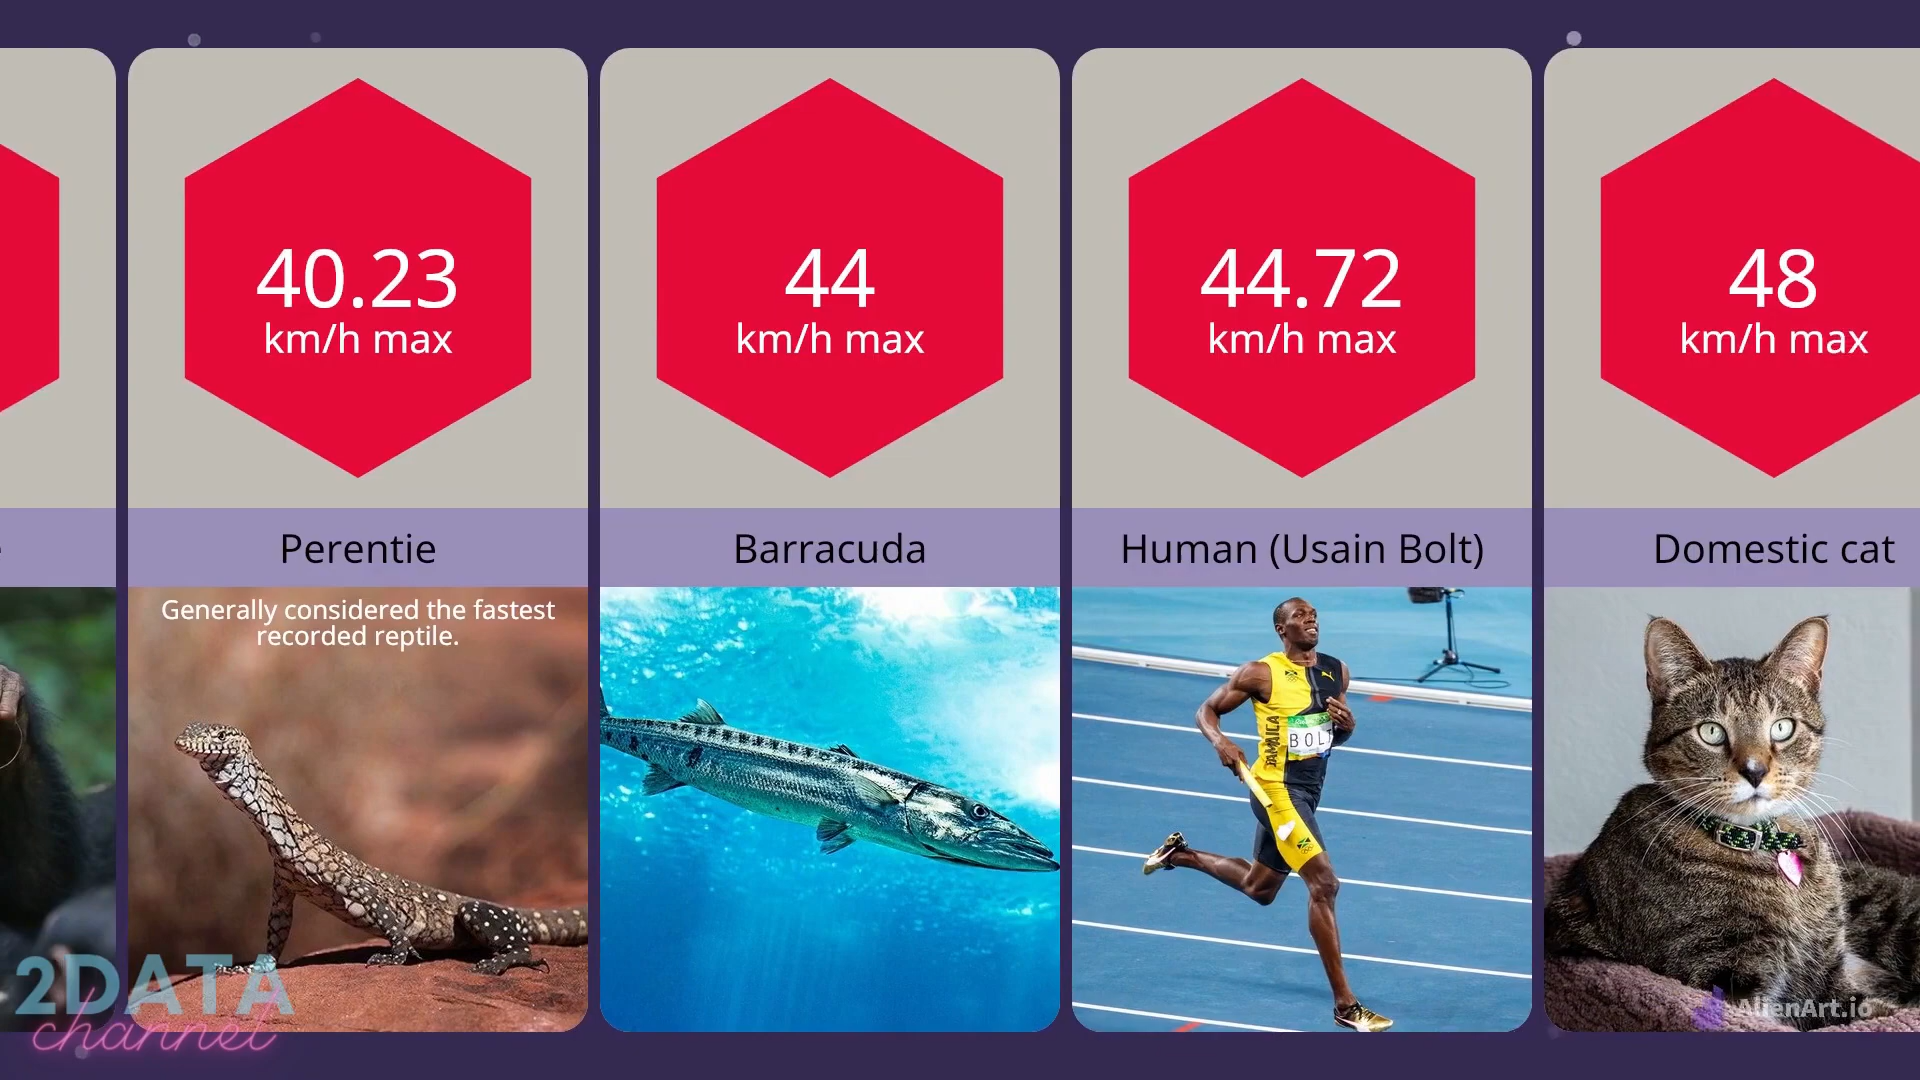 40.23
km/h max
Perentie
Generally considered the fastest
recorded reptile.
44
km/h max
Barracuda
44.72
km/h max
Human (Usain Bolt)
JAMAICA
BOLT
48
km/h max
Domestic cat
2DATA
channel
AlienArt.io